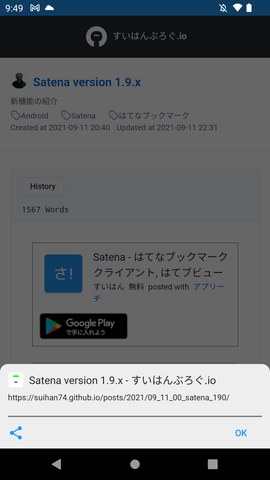 9:49
すいはんぶろぐ.io
Satena version 1.9.x
新機能の紹介
Android Satena はてなブックマーク
Created at 2021-09-11 20:40 Updated at 2021-09-11 22:31
History
1567 Words
さ!
Satena - はてなブックマーク
クライアント, はてブビュー
すいはん 無料 posted with アプリー
チ
Google Play
で手に入れよう
Satena version 1.9.x - すいはんぶろぐ.io
https://suihan74.github.io/posts/2021/09_11_00_satena_190/
OK